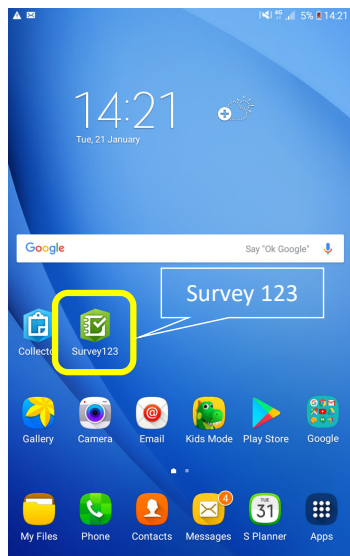 5% 14:21
14:21
Tue, 21 January
Google Say "Ok Google"
Survey 123
Collecto Survey123
Gallery Camera Email Kids Mode Play Store Google
4
TUE
31
My Files Phone Contacts Messages S Planner Apps